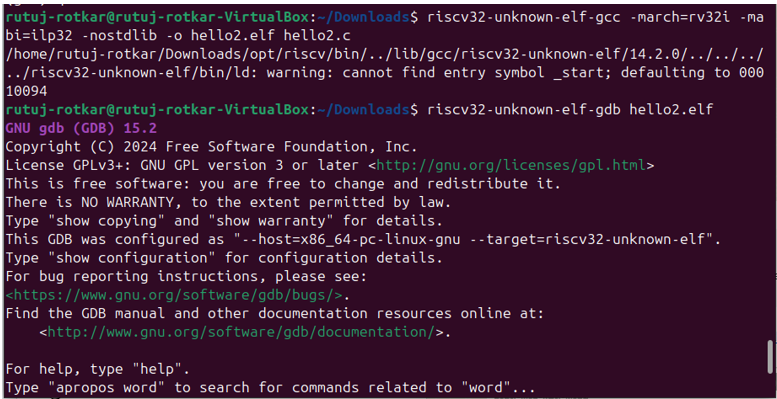 rutuj-rotkar@rutuj-rotkar-VirtualBox:~/Downloads$ riscv32-unknown-elf-gcc -march=rv32i -ma
bi=ilp32 -nostdlib -o hello2.elf hello2.c
/home/rutuj-rotkar/Downloads/opt/riscv/bin/../lib/gcc/riscv32-unknown-elf/14.2.0/../../../
../riscv32-unknown-elf/bin/ld: warning: cannot find entry symbol _start; defaulting to 000
10094
rutuj-rotkar@rutuj-rotkar-VirtualBox:~/Downloads$ riscv32-unknown-elf-gdb hello2.elf
GNU gdb (GDB) 15.2
Copyright (C) 2024 Free Software Foundation, Inc.
License GPLv3+: GNU GPL version 3 or later <http://gnu.org/licenses/gpl.html>
This is free software: you are free to change and redistribute it.
There is NO WARRANTY, to the extent permitted by law.
Type "show copying" and "show warranty" for details.
This GDB was configured as "--host=x86_64-pc-linux-gnu --target=riscv32-unknown-elf".
Type "show configuration" for configuration details.
For bug reporting instructions, please see:
<https://www.gnu.org/software/gdb/bugs/>.
Find the GDB manual and other documentation resources online at:
    <http://www.gnu.org/software/gdb/documentation/>.

For help, type "help".
Type "apropos word" to search for commands related to "word"...